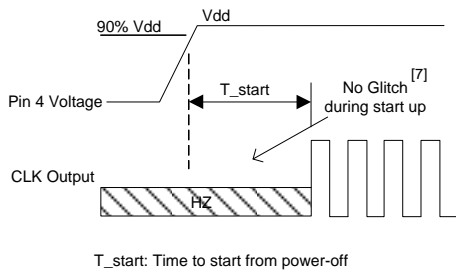 Vdd
90% Vdd
T_start
No Glitch [7]
during start up
Pin 4 Voltage
CLK Output
HZ
T_start: Time to start from power-off